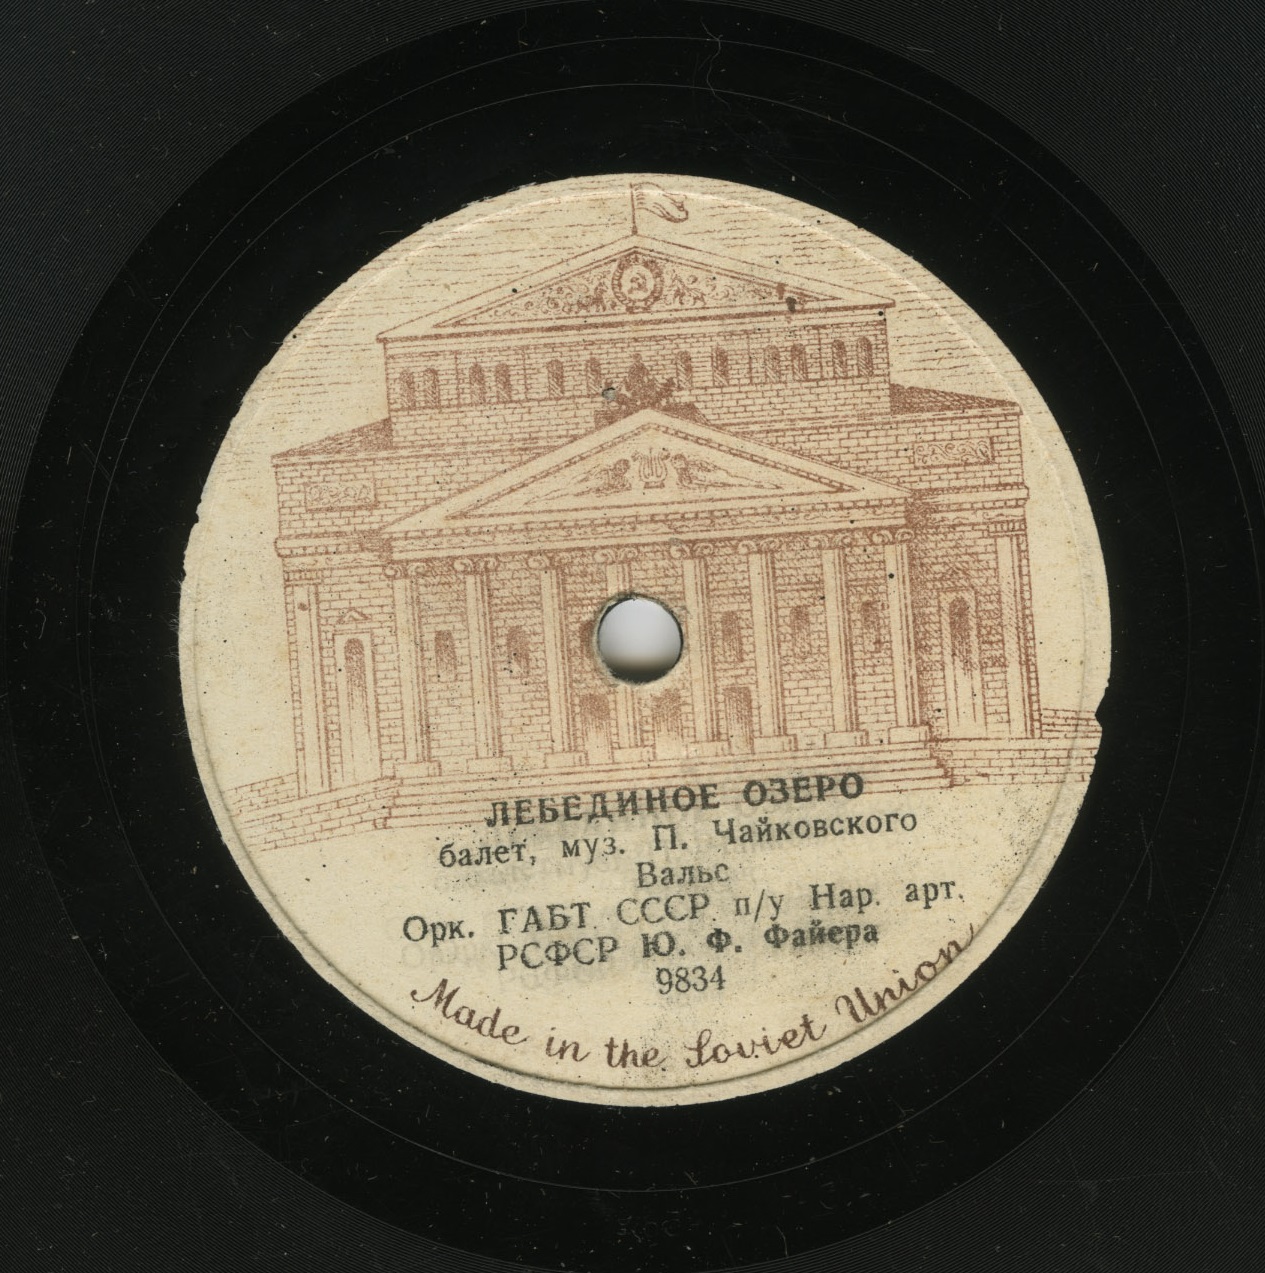 ЛЕБЕДИНОЕ ОЗЕРО
балет, муз. П. Чайковского
Вальс
Орк. ГАБТ СССР п/у Нар. арт.
РСФСР Ю. Ф. Файера
9834
Made in the Soviet Union